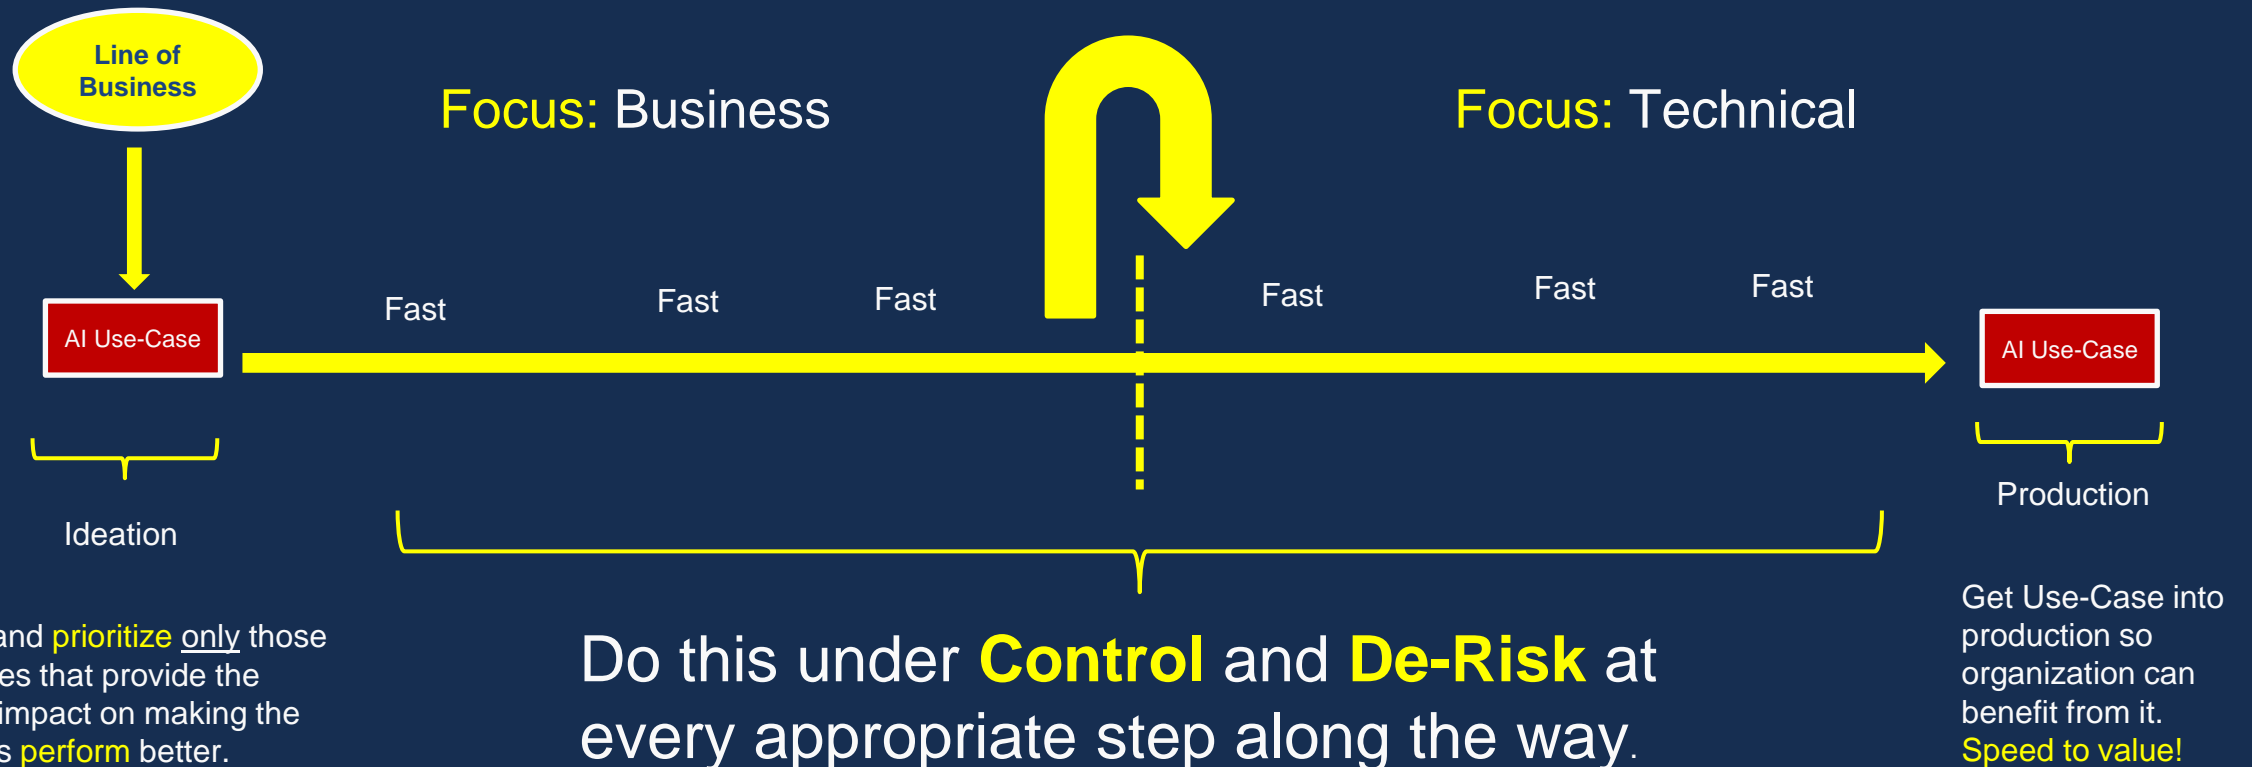 Line of
Business
Focus: Business
Focus: Technical
Fast
Fast
Fast
Fast
Fast
Fast
AI Use-Case
AI Use-Case
Ideation
Production
and prioritize only those
es that provide the
impact on making the
s perform better.
Do this under Control and De-Risk at
every appropriate step along the way.
Get Use-Case into
production so
organization can
benefit from it.
Speed to value!